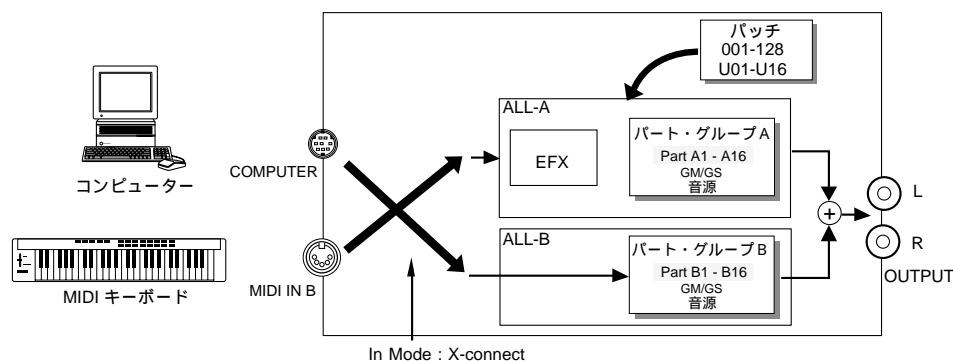 パッチ
001-128
U01-U16
ALL-A
EFX
パート・グループA
Part A1 - A16
GM/GS
音源
COMPUTER
コンピューター
L
R
OUTPUT
ALL-B
パート・グループB
Part B1 - B16
GM/GS
音源
MIDI キーボード
MIDI IN B
In Mode : X-connect